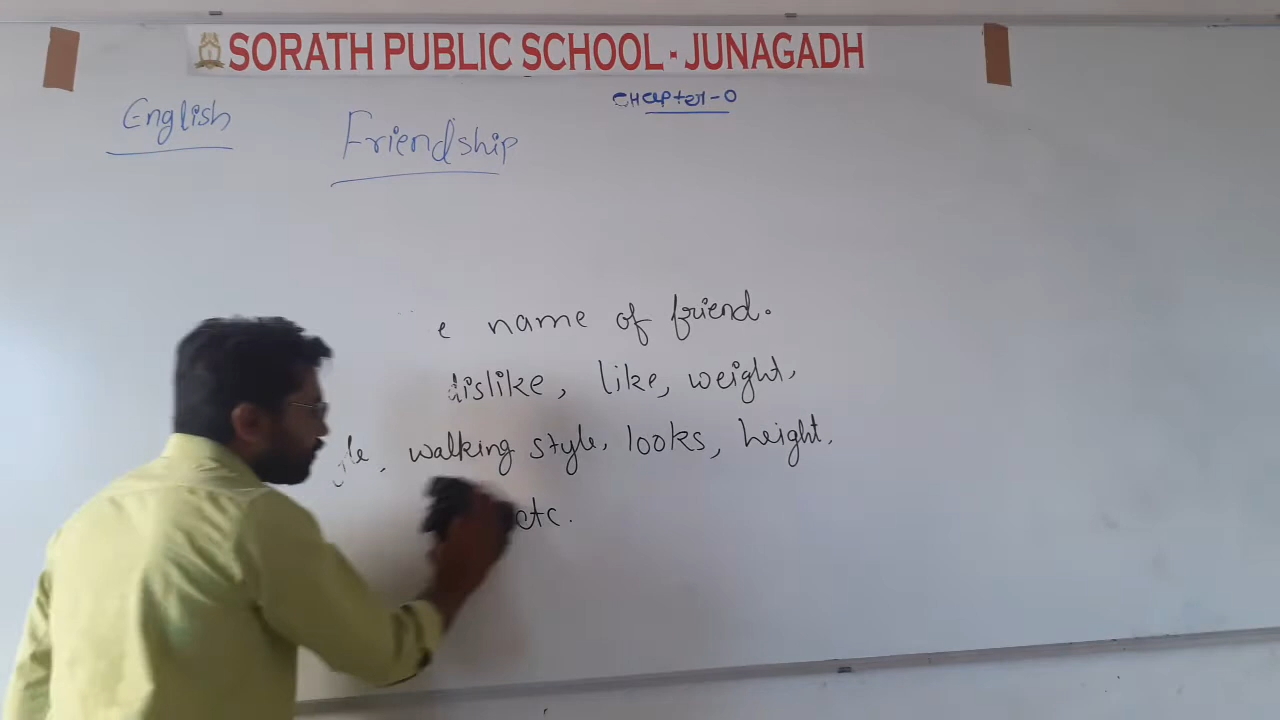 SORATH PUBLIC SCHOOL - JUNAGADH
CHapter-0
English
Friendship
name of friend.
dislike, like, weight,
walking style, looks, height,
etc.